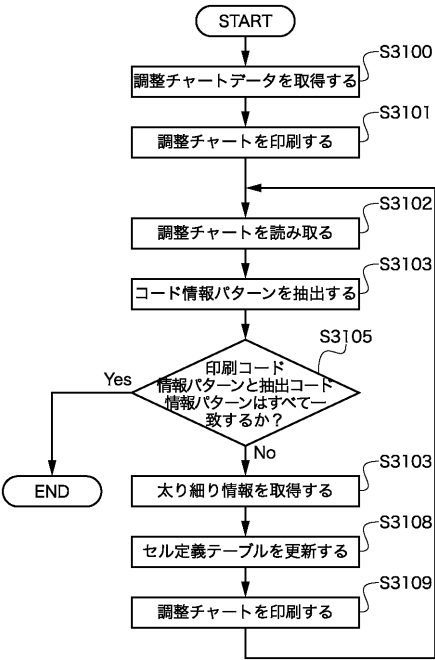 START
S3100
調整チャートデータを取得する
S3101
調整チャートを印刷する
S3102
調整チャートを読み取る
S3103
コード情報パターンを抽出する
S3105
印刷コード
情報パターンと抽出コード
情報パターンはすべて一
致するか？
Yes
No
END
S3103
太り細り情報を取得する
S3108
セル定義テーブルを更新する
S3109
調整チャートを印刷する